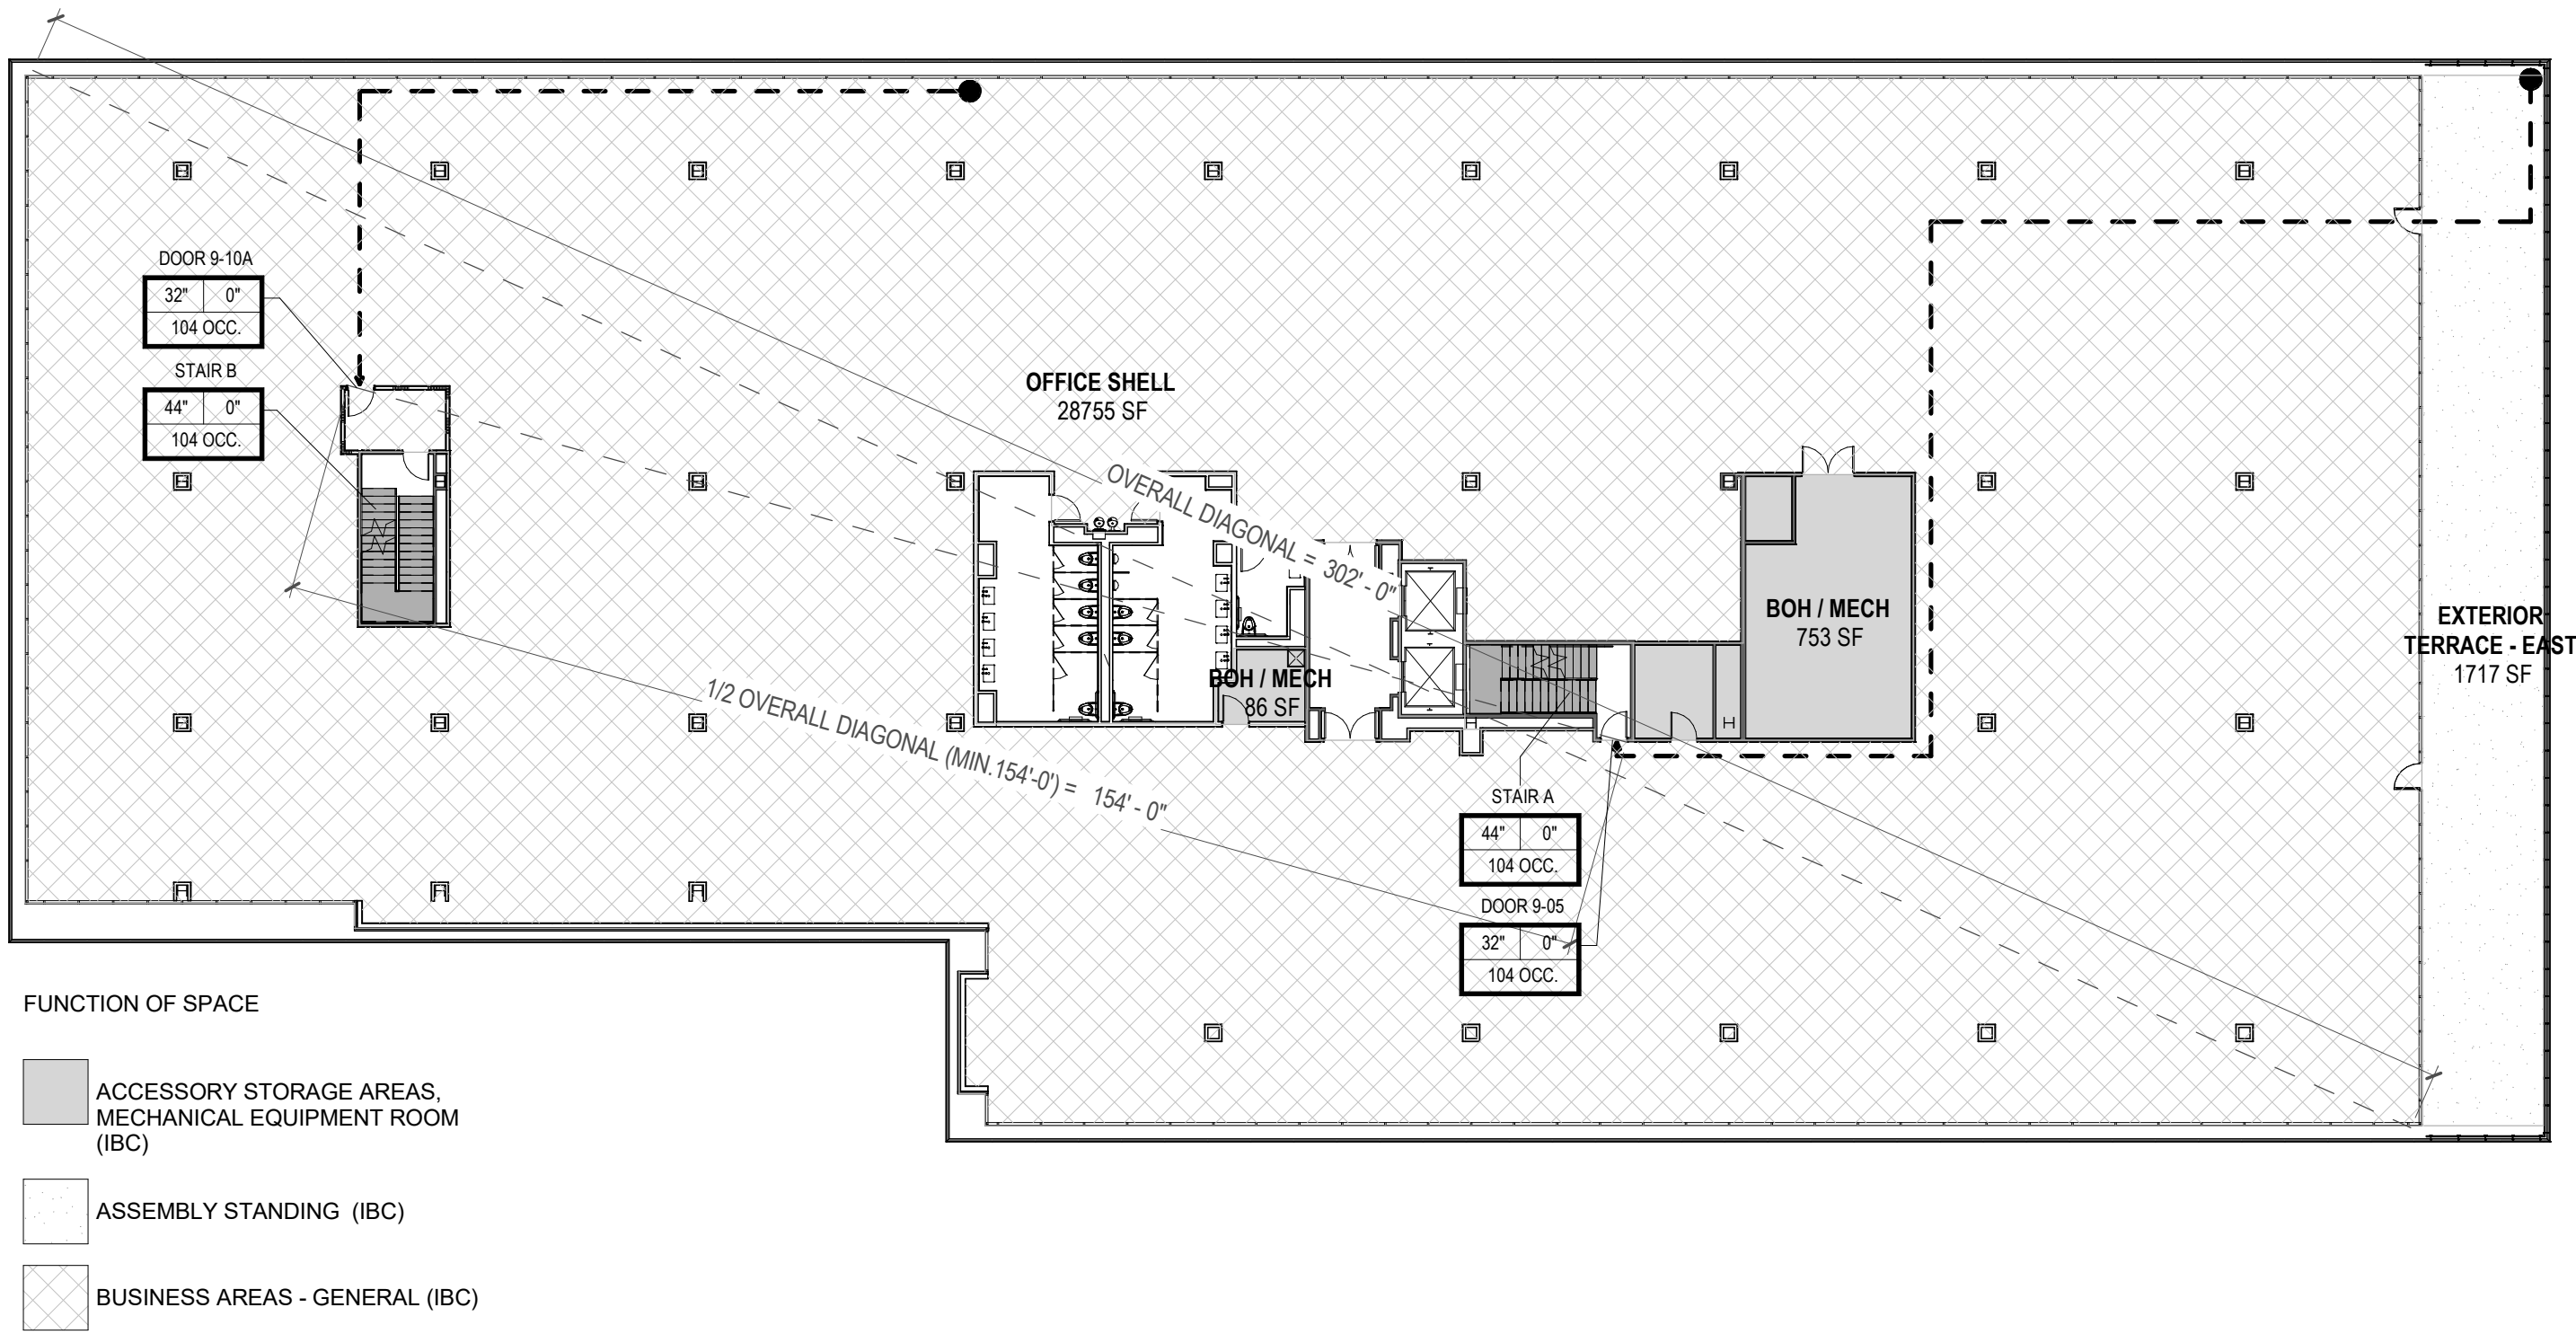 DOOR 9-10A
32" 0"
104 OCC.
STAIR B
44" 0"
104 OCC.
OFFICE SHELL
28755 SF
OVERALL DIAGONAL = 302' - 0"
1/2 OVERALL DIAGONAL (MIN.154'-0') = 154' - 0"
BOH / MECH
86 SF
BOH / MECH
753 SF
EXTERIOR
TERRACE - EAST
1717 SF
STAIR A
44" 0"
104 OCC.
DOOR 9-05
32" 0"
104 OCC.
FUNCTION OF SPACE
ACCESSORY STORAGE AREAS,
MECHANICAL EQUIPMENT ROOM
(IBC)
ASSEMBLY STANDING (IBC)
BUSINESS AREAS - GENERAL (IBC)